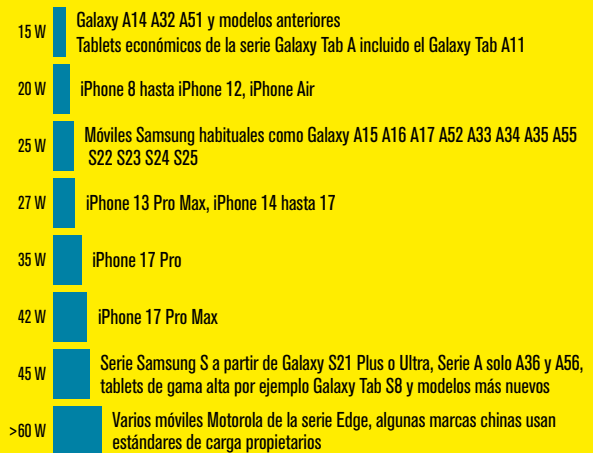 15 W Galaxy A14 A32 A51 y modelos anteriores
Tablets económicos de la serie Galaxy Tab A incluido el Galaxy Tab A11
20 W iPhone 8 hasta iPhone 12, iPhone Air
25 W Móviles Samsung habituales como Galaxy A15 A16 A17 A52 A33 A34 A35 A55
S22 S23 S24 S25
27 W iPhone 13 Pro Max, iPhone 14 hasta 17
35 W iPhone 17 Pro
42 W iPhone 17 Pro Max
45 W Serie Samsung S a partir de Galaxy S21 Plus o Ultra, Serie A solo A36 y A56,
tablets de gama alta por ejemplo Galaxy Tab S8 y modelos más nuevos
>60 W Varios móviles Motorola de la serie Edge, algunas marcas chinas usan
estándares de carga propietarios